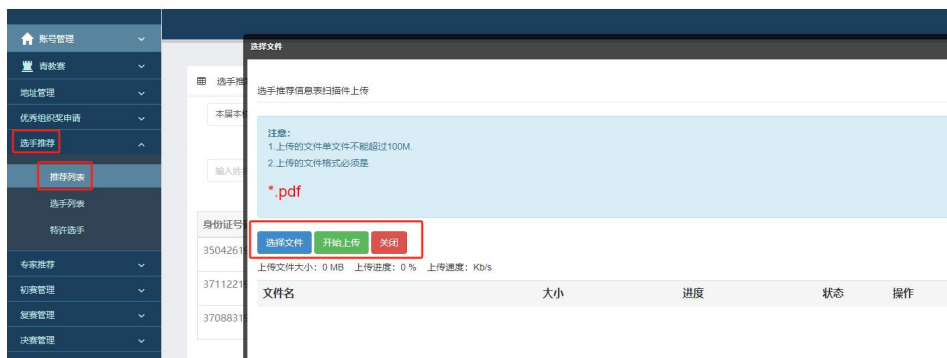 账号管理
青教赛
地址管理
优秀组织奖申请
选手推荐
推荐列表
选手列表
特许选手
专家推荐
初赛管理
复赛管理
决赛管理
选手推
本届本
输入姓
身份证号
3504261
3711221
3708831
选择文件
选手推荐信息表扫描件上传
注意：
1.上传的文件单文件不能超过100M.
2.上传的文件格式必须是
*.pdf
选择文件 开始上传 关闭
上传文件大小：0 MB 上传进度：0 % 上传速度：Kb/s
文件名 大小 进度 状态 操作